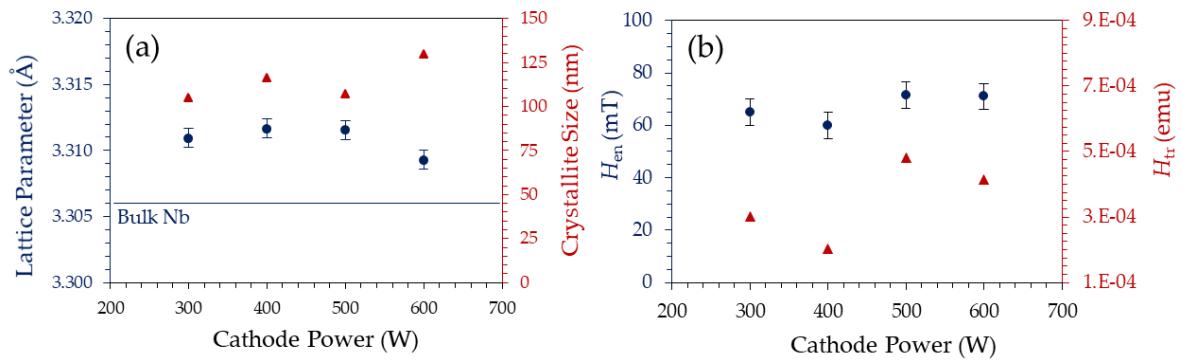 (a)
Lattice Parameter (Å)
3.320
3.315
3.310
3.305
3.300
Bulk Nb
150
125
100
75
50
25
0
Crystallite Size (nm)
200 300 400 500 600 700
Cathode Power (W)
(b)
Hen (mT)
100
80
60
40
20
0
9.E-04
7.E-04
5.E-04
3.E-04
1.E-04
Htr (emu)
200 300 400 500 600 700
Cathode Power (W)